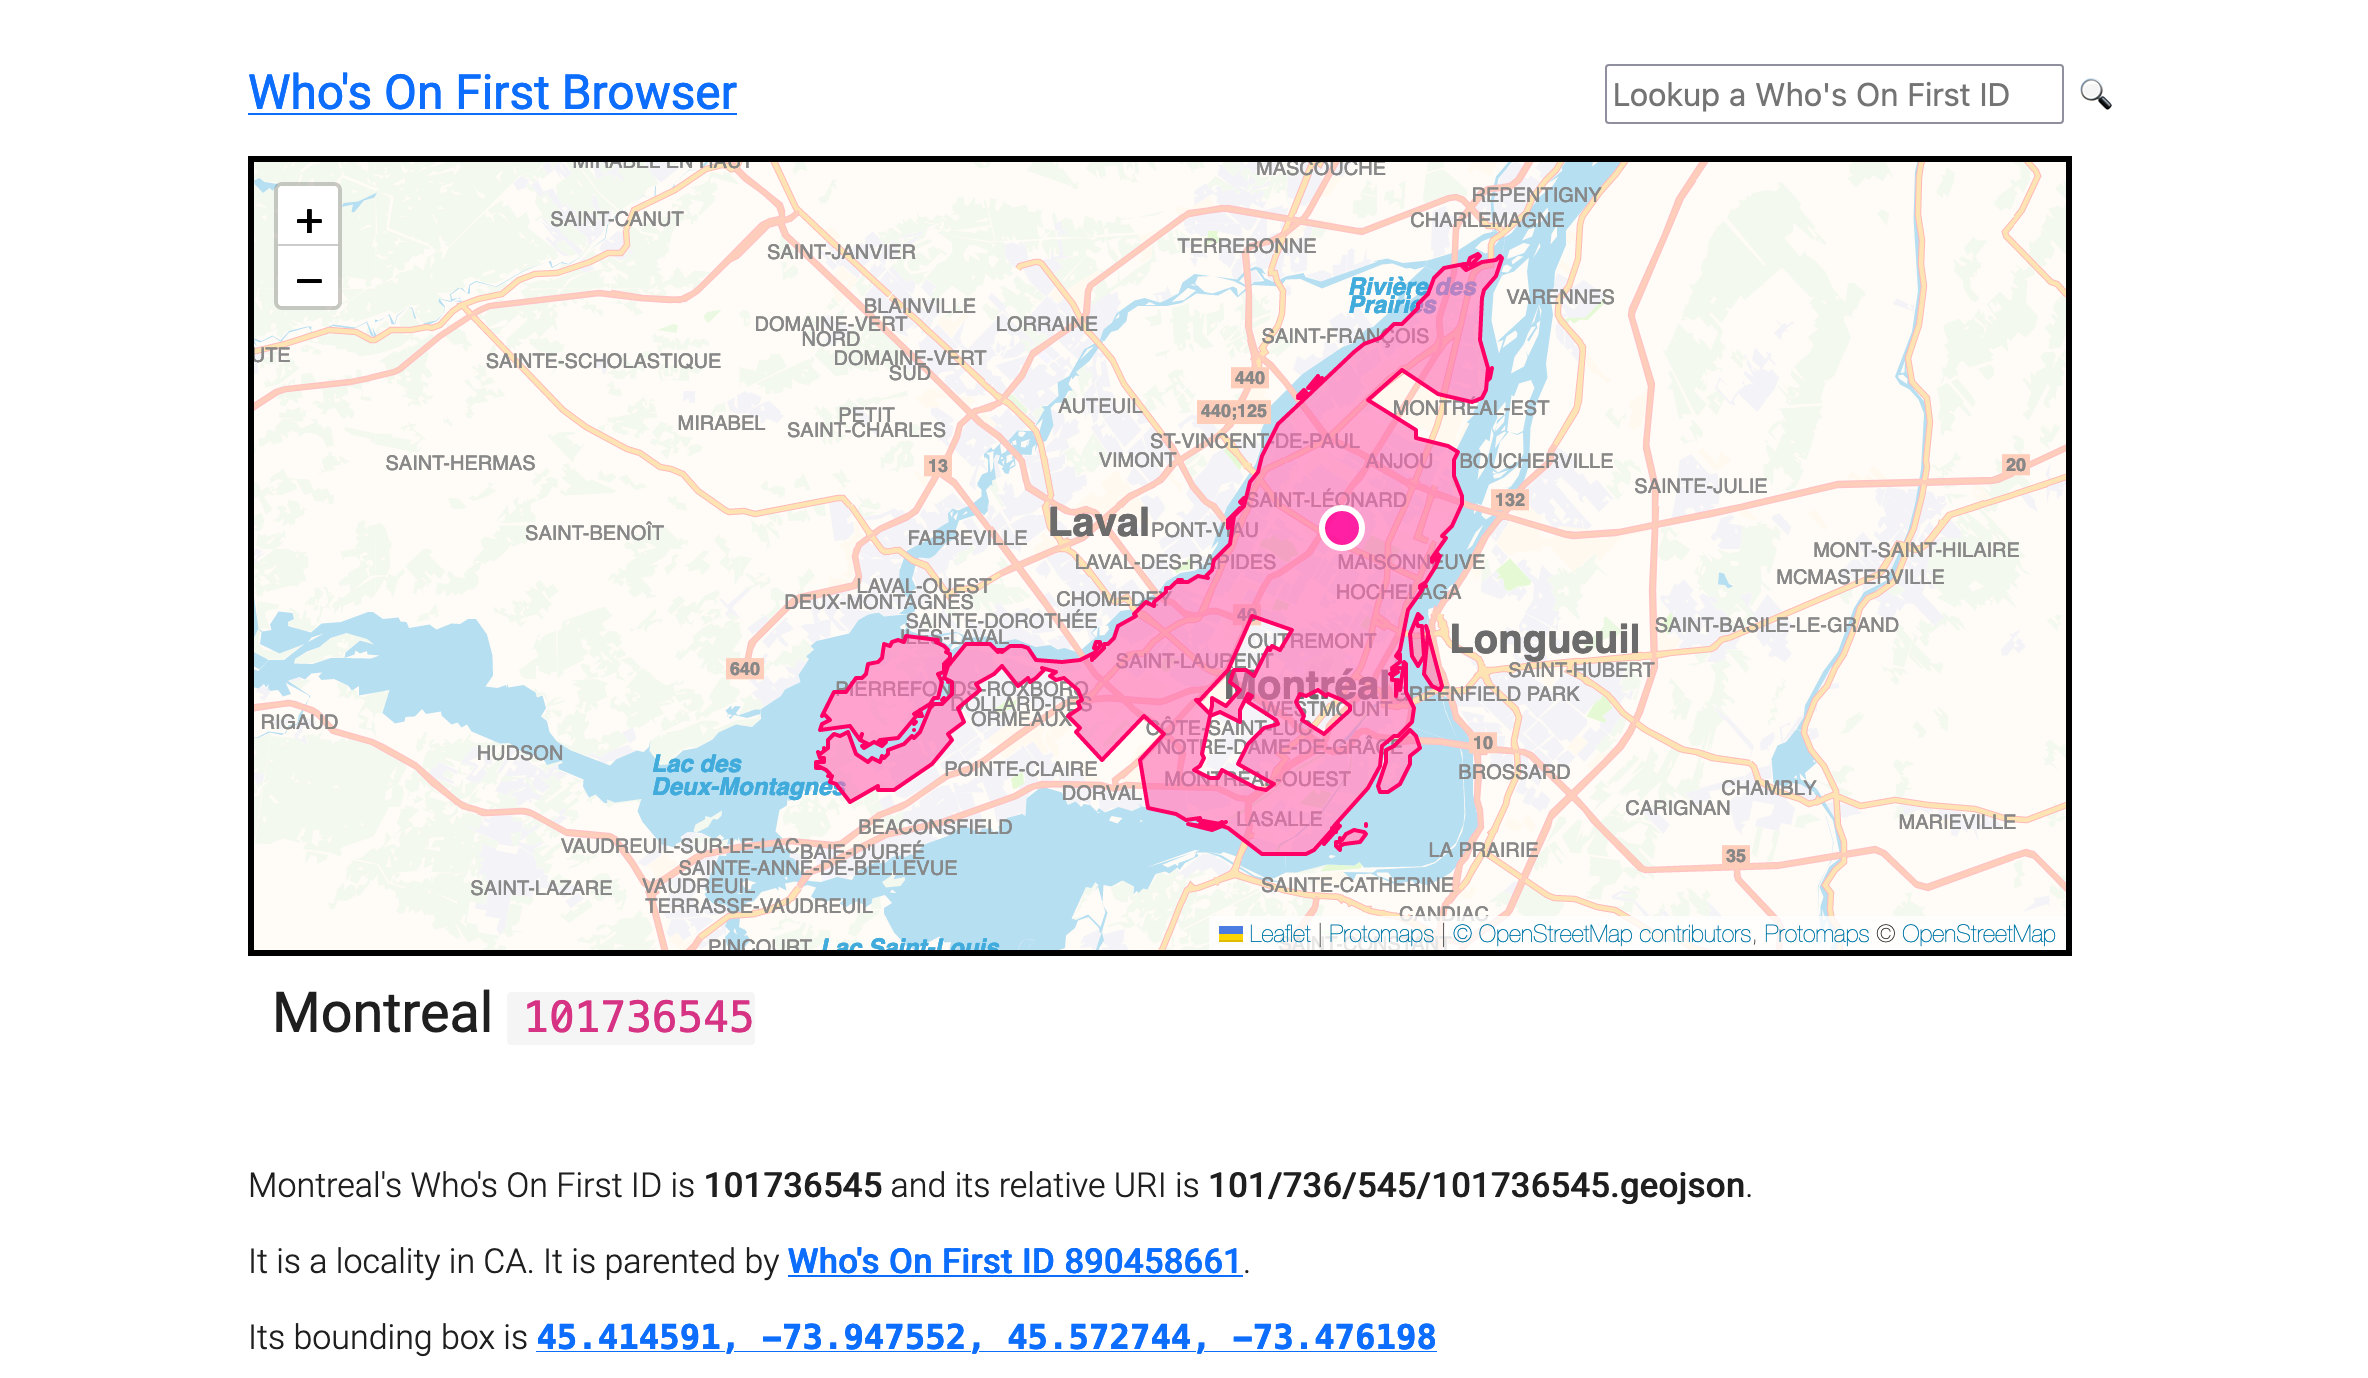 Who's On First Browser
Lookup a Who's On First ID
+
−
MIRABEL EN HAUT
MASCOUCHE
REPENTIGNY
SAINT-CANUT
CHARLEMAGNE
TERREBONNE
SAINT-JANVIER
Rivière des
Prairies
VARENNES
BLAINVILLE
DOMAINE-VERT
NORD
LORRAINE
SAINT-FRANÇOIS
UTE
SAINTE-SCHOLASTIQUE
DOMAINE-VERT
SUD
440
AUTEUIL
440;125
MONTRÉAL-EST
PETIT
SAINT-CHARLES
MIRABEL
ST-VINCENT-DE-PAUL
VIMONT
ANJOU
BOUCHERVILLE
SAINT-HERMAS
13
20
SAINTE-JULIE
SAINT-LÉONARD
132
Laval
PONT-VIAU
SAINT-BENOÎT
FABREVILLE
MONT-SAINT-HILAIRE
LAVAL-DES-RAPIDES
MAISONNEUVE
MCMASTERVILLE
LAVAL-OUEST
DEUX-MONTAGNES
CHOMEDEY
HOCHELAGA
40
SAINTE-DOROTHÉE
ILES-LAVAL
OUTREMONT
Longueuil
SAINT-BASILE-LE-GRAND
640
SAINT-LAURENT
SAINT-HUBERT
PIERREFONDS-ROXBORO
Montréal
GREENFIELD PARK
DOLLARD-DES
ORMEAUX
WESTMOUNT
RIGAUD
CÔTE-SAINT-LUC
NOTRE-DAME-DE-GRÂCE
10
HUDSON
Lac des
Deux-Montagnes
POINTE-CLAIRE
MONTRÉAL-OUEST
BROSSARD
DORVAL
CHAMBLY
CARIGNAN
BEACONSFIELD
LASALLE
MARIEVILLE
VAUDREUIL-SUR-LE-LAC
BAIE-D'URFÉ
LA PRAIRIE
35
SAINTE-ANNE-DE-BELLEVUE
SAINT-LAZARE
VAUDREUIL
SAINTE-CATHERINE
TERRASSE-VAUDREUIL
CANDIAC
PINCOURT
Lac Saint-Louis
SAINT-CONSTANT
Leaflet | Protomaps | © OpenStreetMap contributors, Protomaps © OpenStreetMap
Montreal 101736545
Montreal's Who's On First ID is 101736545 and its relative URI is 101/736/545/101736545.geojson.
It is a locality in CA. It is parented by Who's On First ID 890458661.
Its bounding box is 45.414591, -73.947552, 45.572744, -73.476198